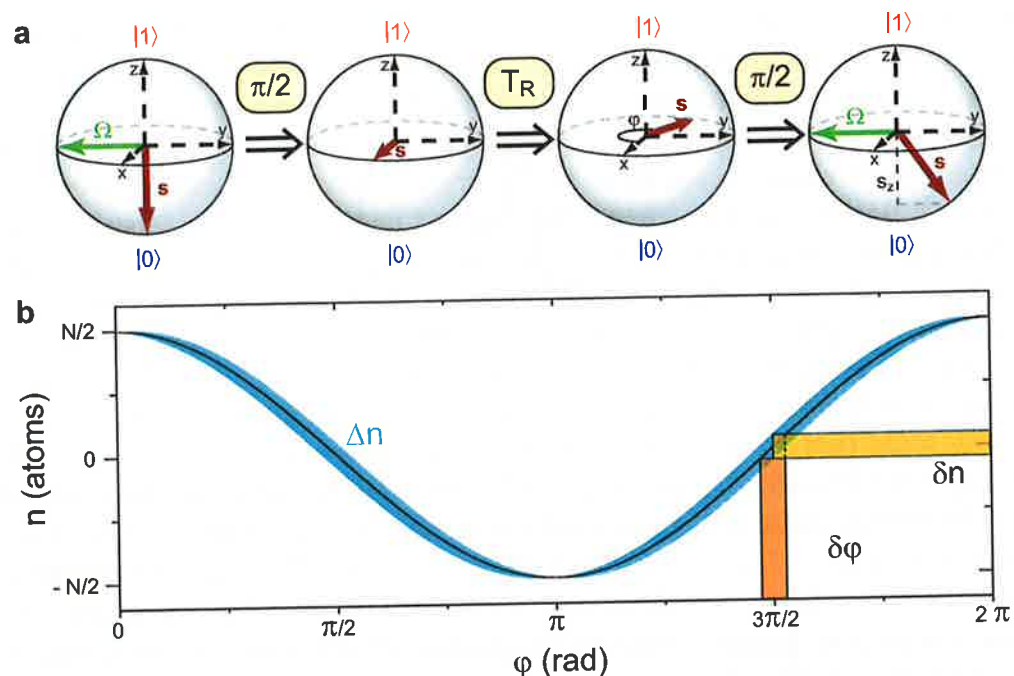 a
|1⟩ |1⟩ |1⟩ |1⟩
π/2 T_R π/2
z z z z
Ω y y φ s y Ω y
x s x s x x s_z s
|0⟩ |0⟩ |0⟩ |0⟩
b
N/2
Δn
0
δn
δφ
- N/2
n (atoms)
0 π/2 π 3π/2 2 π
φ (rad)